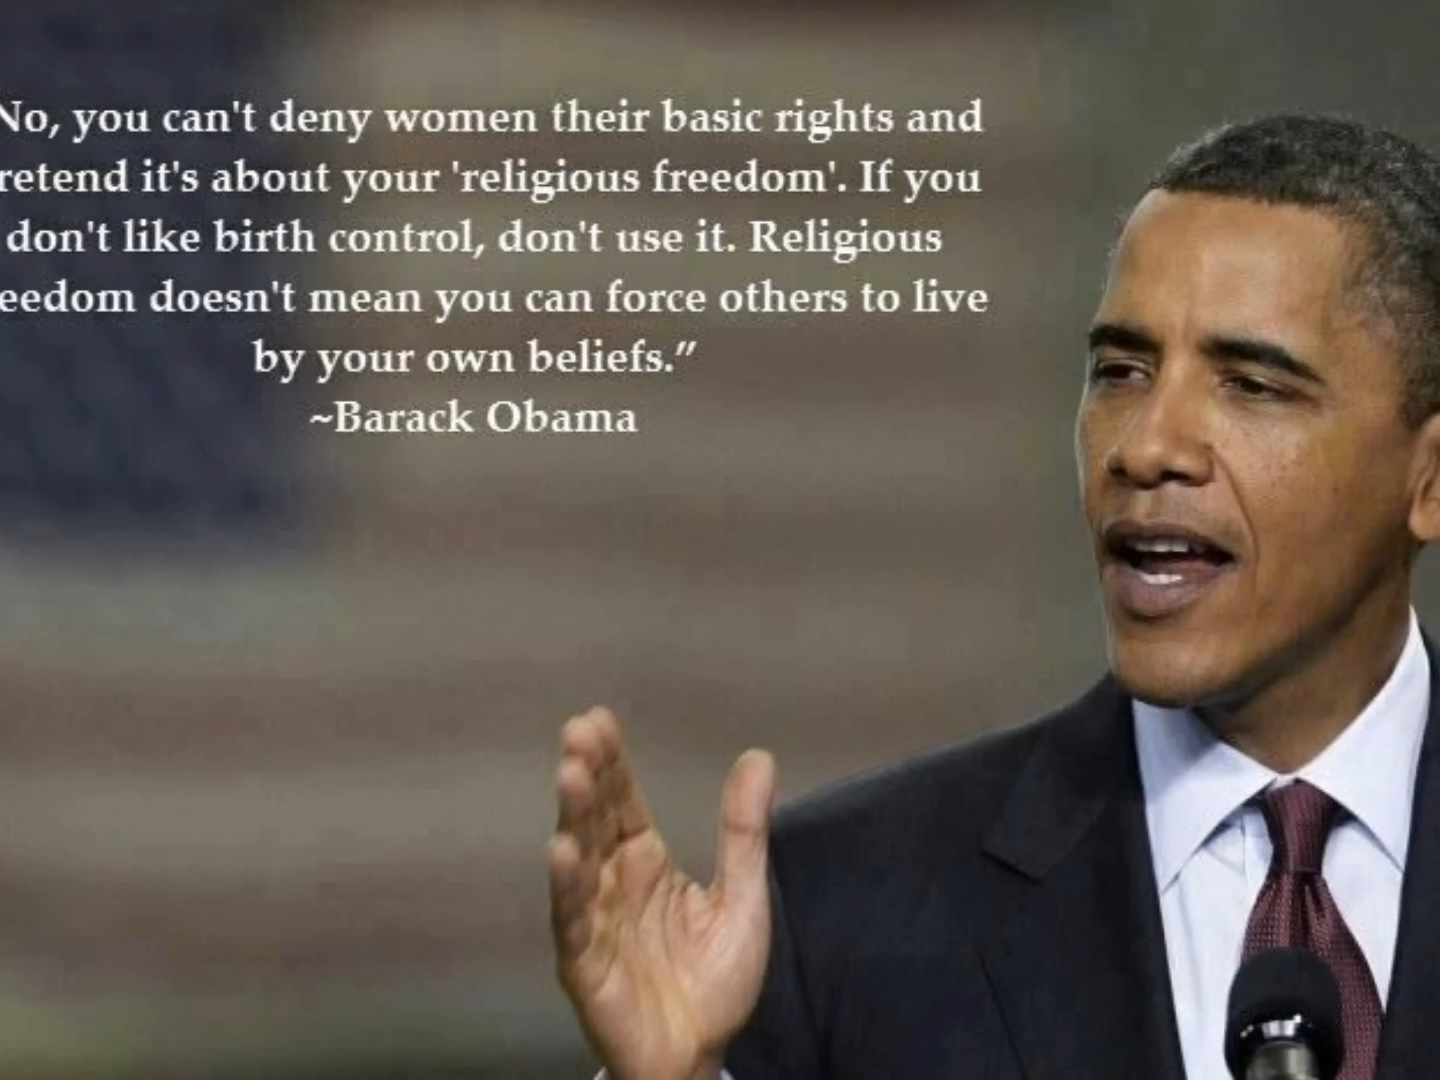 No, you can't deny women their basic rights and
retend it's about your 'religious freedom'. If you
don't like birth control, don't use it. Religious
eedom doesn't mean you can force others to live
by your own beliefs.”
~Barack Obama